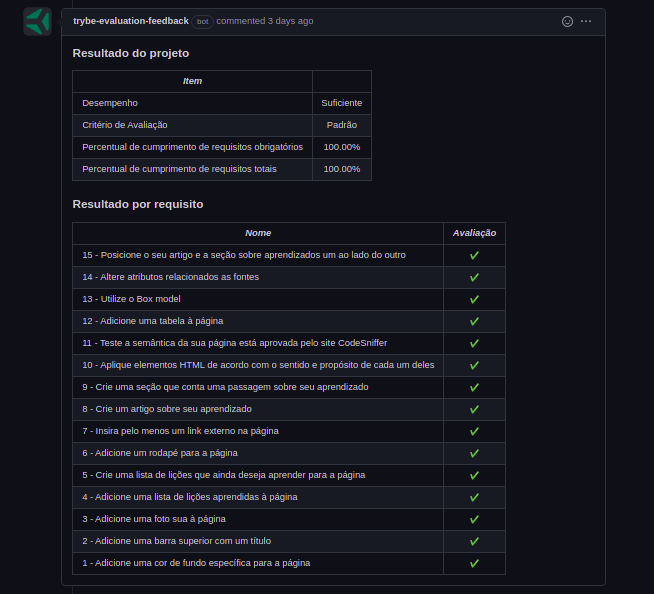 trybe-evaluation-feedback bot commented 3 days ago
Resultado do projeto
Item
Desempenho Suficiente
Critério de Avaliação Padrão
Percentual de cumprimento de requisitos obrigatórios 100.00%
Percentual de cumprimento de requisitos totais 100.00%
Resultado por requisito
Nome Avaliação
15 - Posicione o seu artigo e a seção sobre aprendizados um ao lado do outro ✔
14 - Altere atributos relacionados as fontes ✔
13 - Utilize o Box model ✔
12 - Adicione uma tabela à página ✔
11 - Teste a semântica da sua página está aprovada pelo site CodeSniffer ✔
10 - Aplique elementos HTML de acordo com o sentido e propósito de cada um deles ✔
9 - Crie uma seção que conta uma passagem sobre seu aprendizado ✔
8 - Crie um artigo sobre seu aprendizado ✔
7 - Insira pelo menos um link externo na página ✔
6 - Adicione um rodapé para a página ✔
5 - Crie uma lista de lições que ainda deseja aprender para a página ✔
4 - Adicione uma lista de lições aprendidas à página ✔
3 - Adicione uma foto sua à página ✔
2 - Adicione uma barra superior com um título ✔
1 - Adicione uma cor de fundo específica para a página ✔